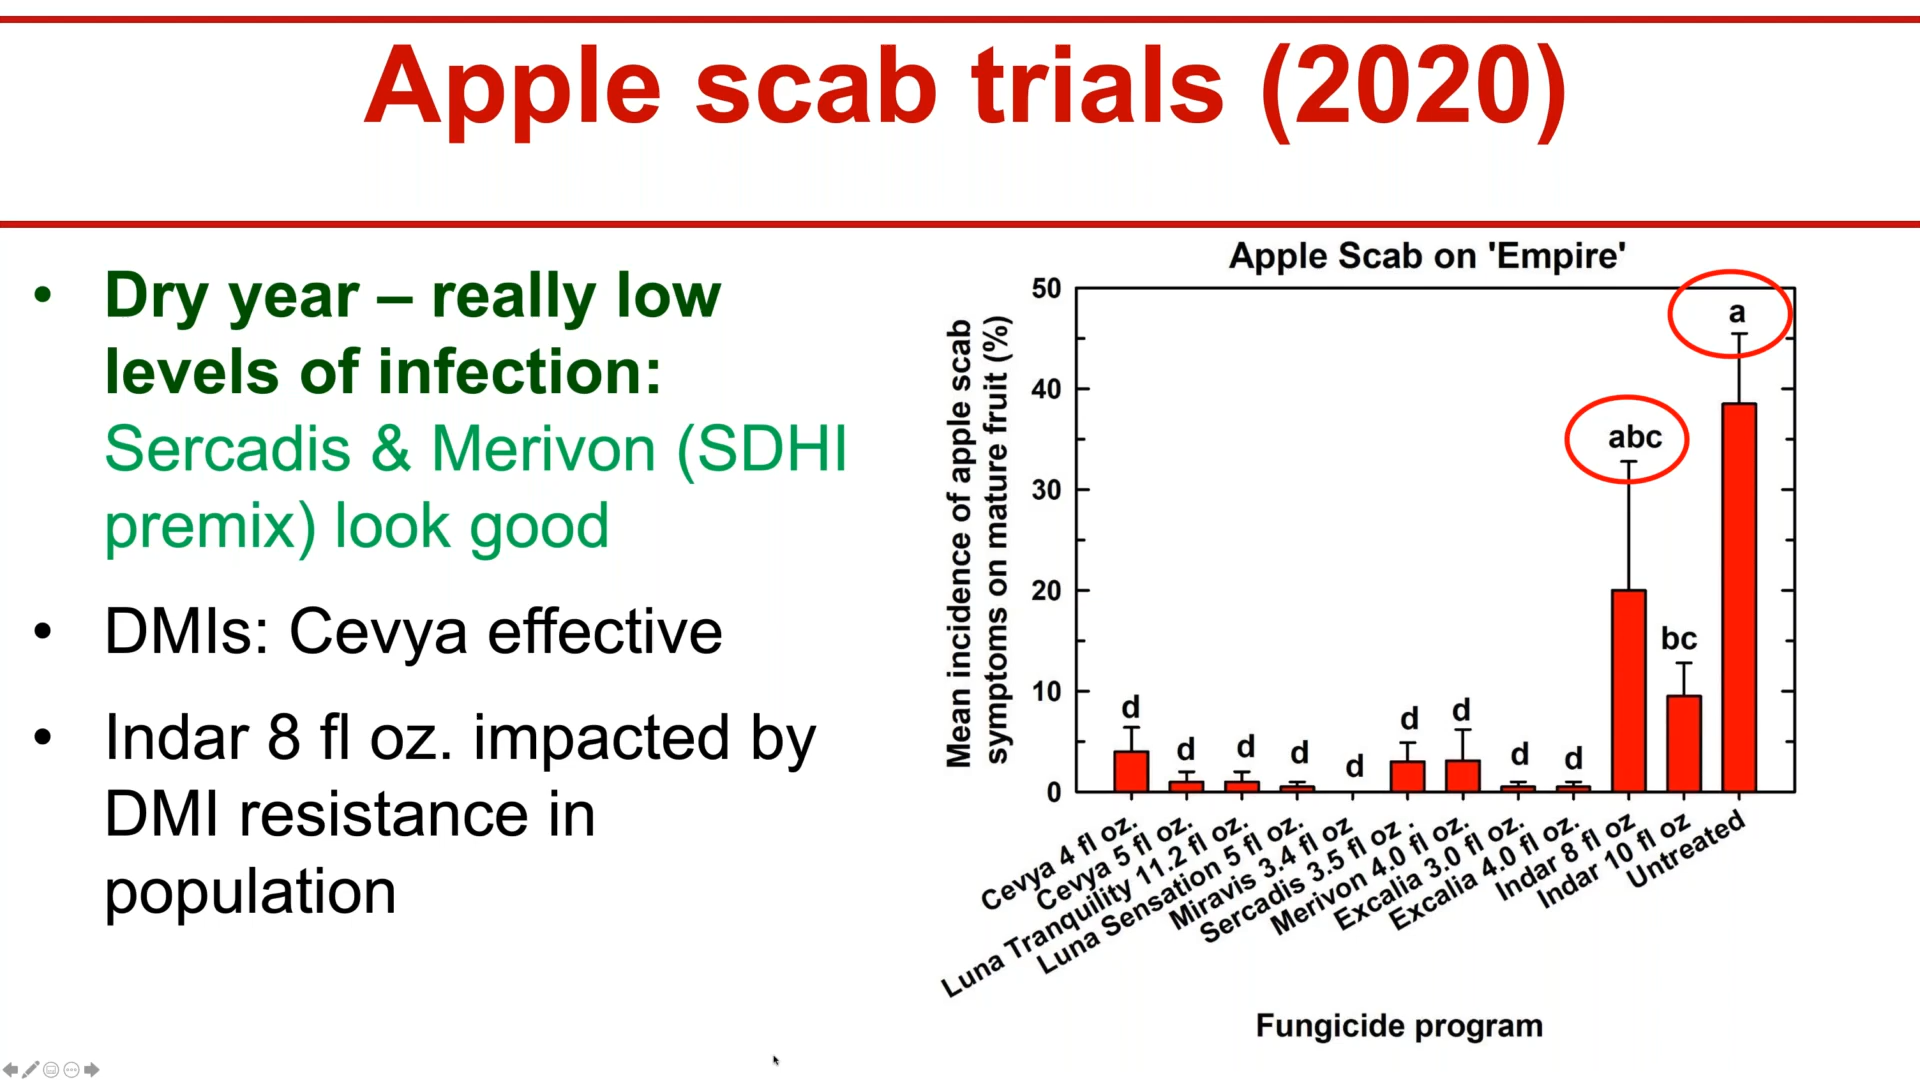 Apple scab trials (2020)
• Dry year – really low
levels of infection:
Sercadis & Merivon (SDHI
premix) look good
• DMIs: Cevya effective
• Indar 8 fl oz. impacted by
DMI resistance in
population
Apple Scab on 'Empire'
Mean incidence of apple scab
symptoms on mature fruit (%)
50
40
30
20
10
0
d
d
d
d
d
d
d
d
d
abc
bc
a
Cevya 4 fl oz.
Cevya 5 fl oz.
Luna Tranquility 11.2 fl oz.
Luna Sensation 5 fl oz.
Miravis 3.4 fl oz
Sercadis 3.5 fl oz .
Merivon 4.0 fl oz.
Excalia 3.0 fl oz.
Excalia 4.0 fl oz.
Indar 8 fl oz
Indar 10 fl oz
Untreated
Fungicide program